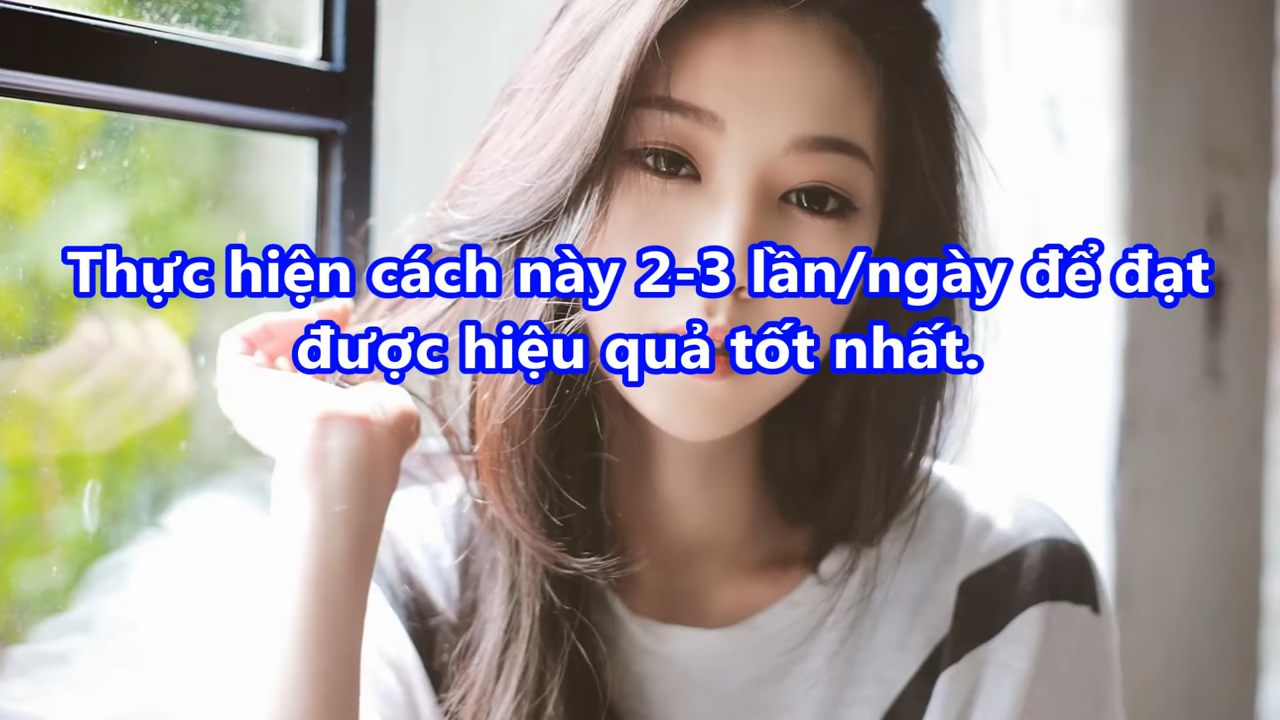 Thực hiện cách này 2-3 lần/ngày để đạt
được hiệu quả tốt nhất.